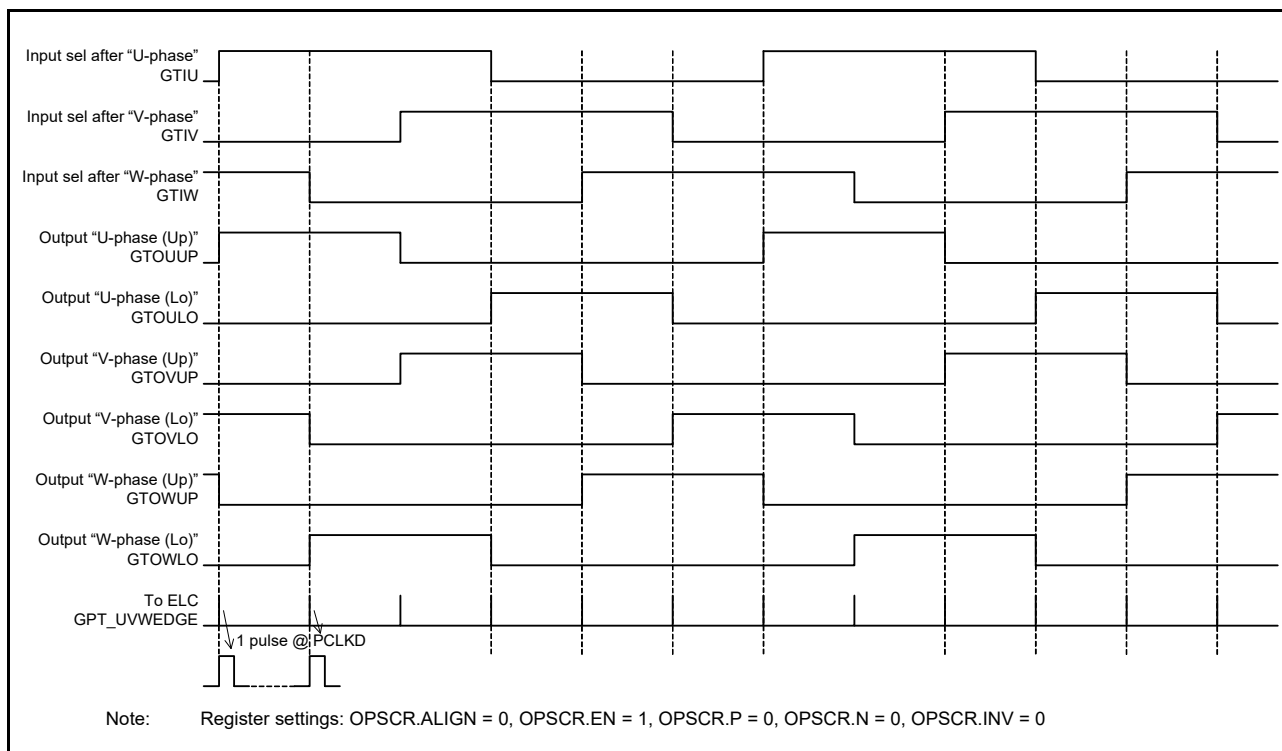 Input sel after “U-phase”
GTIU
Input sel after “V-phase”
GTIV
Input sel after “W-phase”
GTIW
Output “U-phase (Up)”
GTOUUP
Output “U-phase (Lo)”
GTOULO
Output “V-phase (Up)”
GTOVUP
Output “V-phase (Lo)”
GTOVLO
Output “W-phase (Up)”
GTOWUP
Output “W-phase (Lo)”
GTOWLO
To ELC
GPT_UVWEDGE
1 pulse @ PCLKD
Note: Register settings: OPSCR.ALIGN = 0, OPSCR.EN = 1, OPSCR.P = 0, OPSCR.N = 0, OPSCR.INV = 0